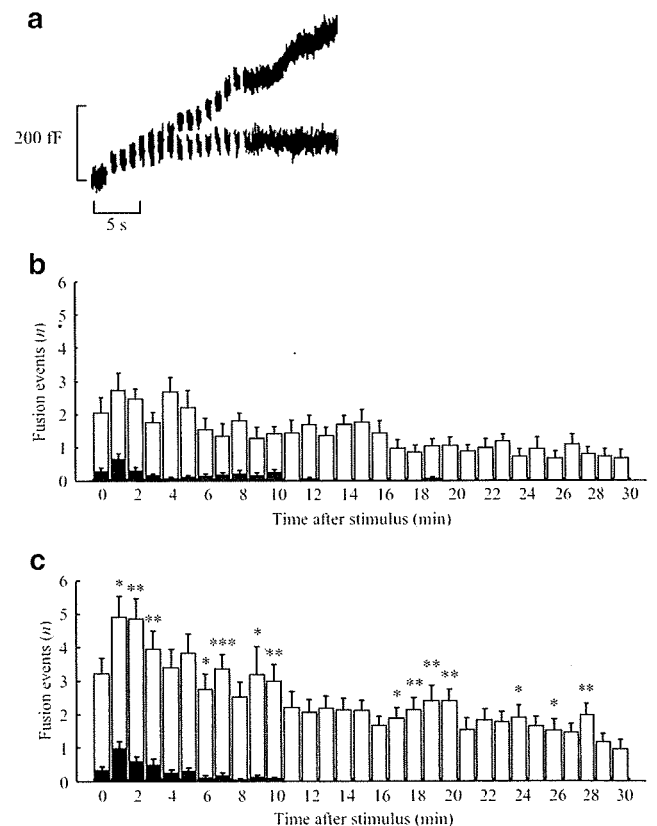 a
200 fF
5 s
b
6
5
4
3
2
1
0
Fusion events (n)
0 2 4 6 8 10 12 14 16 18 20 22 24 26 28 30
Time after stimulus (min)
c
6
5
4
3
2
1
0
Fusion events (n)
* ** ** * *** * ** * ** ** ** * * **
0 2 4 6 8 10 12 14 16 18 20 22 24 26 28 30
Time after stimulus (min)